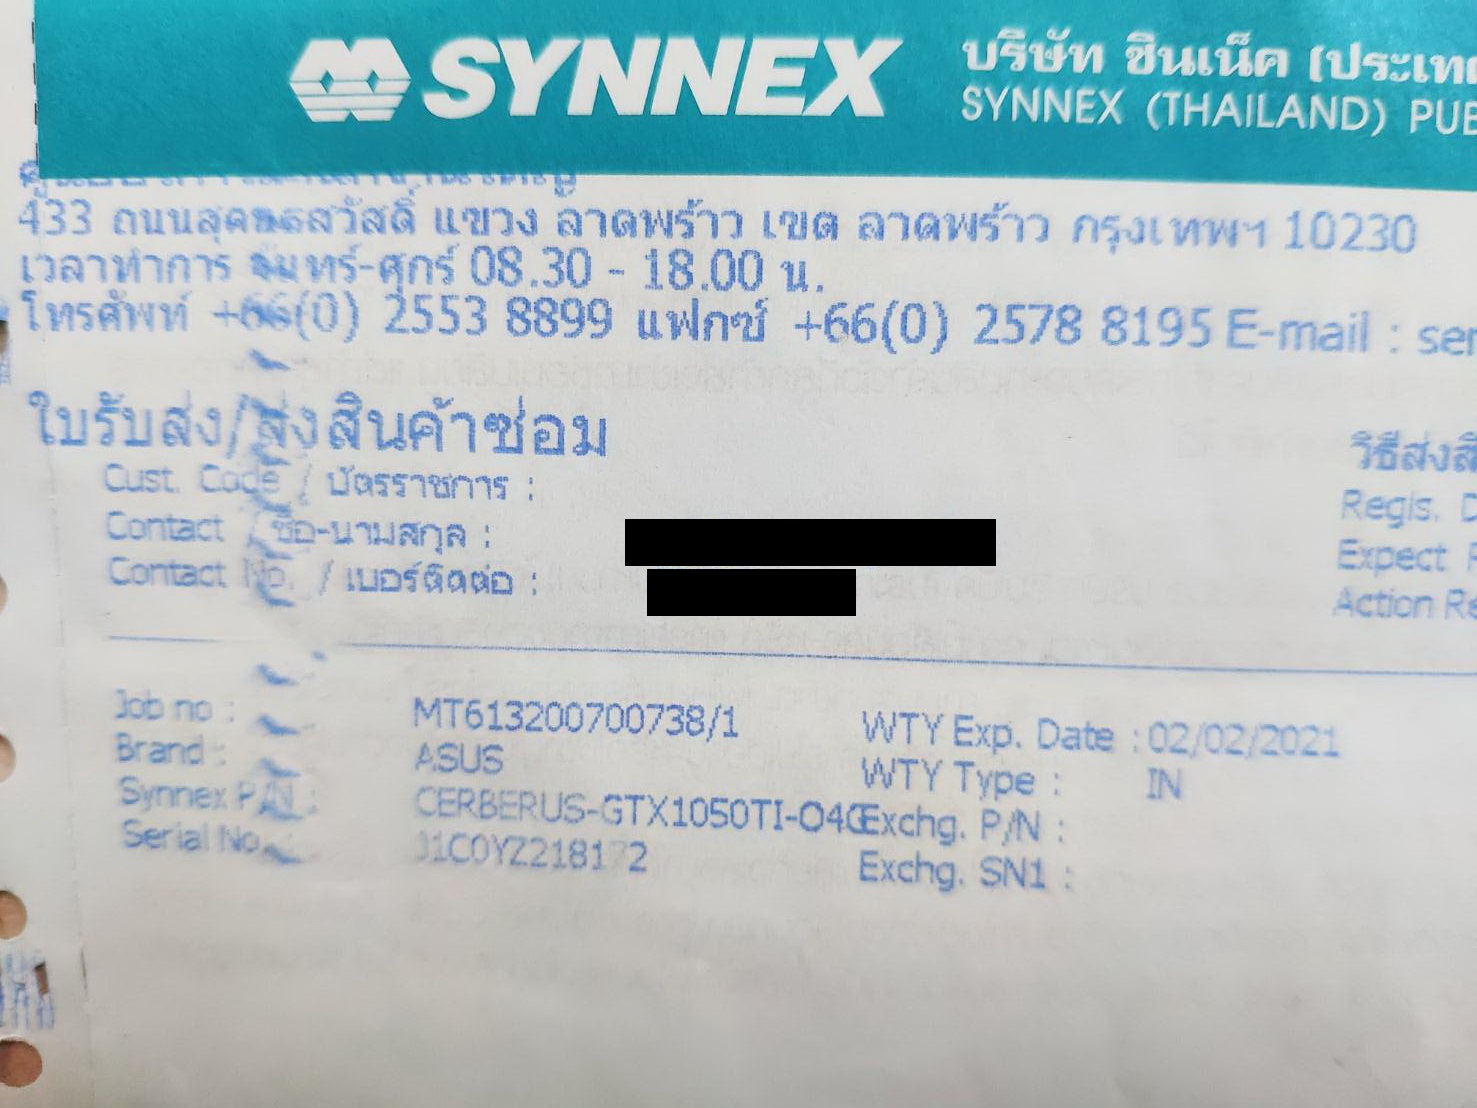 SYNNEX
บริษัท ซินเน็ค (ประเทศ
SYNNEX (THAILAND) PUB
433 ถนนสุคนธสวัสดิ์ แขวง ลาดพร้าว เขต ลาดพร้าว กรุงเทพฯ 10230
เวลาทำการ จันทร์-ศุกร์ 08.30 - 18.00 น.
โทรศัพท์ +66(0) 2553 8899 แฟกซ์ +66(0) 2578 8195 E-mail : ser
ใบรับส่ง/ส่งสินค้าซ่อม
วิธีส่งสิ
Cust. Code / บัตรราชการ :
Regis. D
Contact / ชื่อ-นามสกุล :
Expect R
Contact No. / เบอร์ติดต่อ :
Action Re
Job no : MT613200700738/1 WTY Exp. Date : 02/02/2021
Brand : ASUS WTY Type : IN
Synnex P/N : CERBERUS-GTX1050TI-O4G Exchg. P/N :
Serial No. Exchg. SN1 :